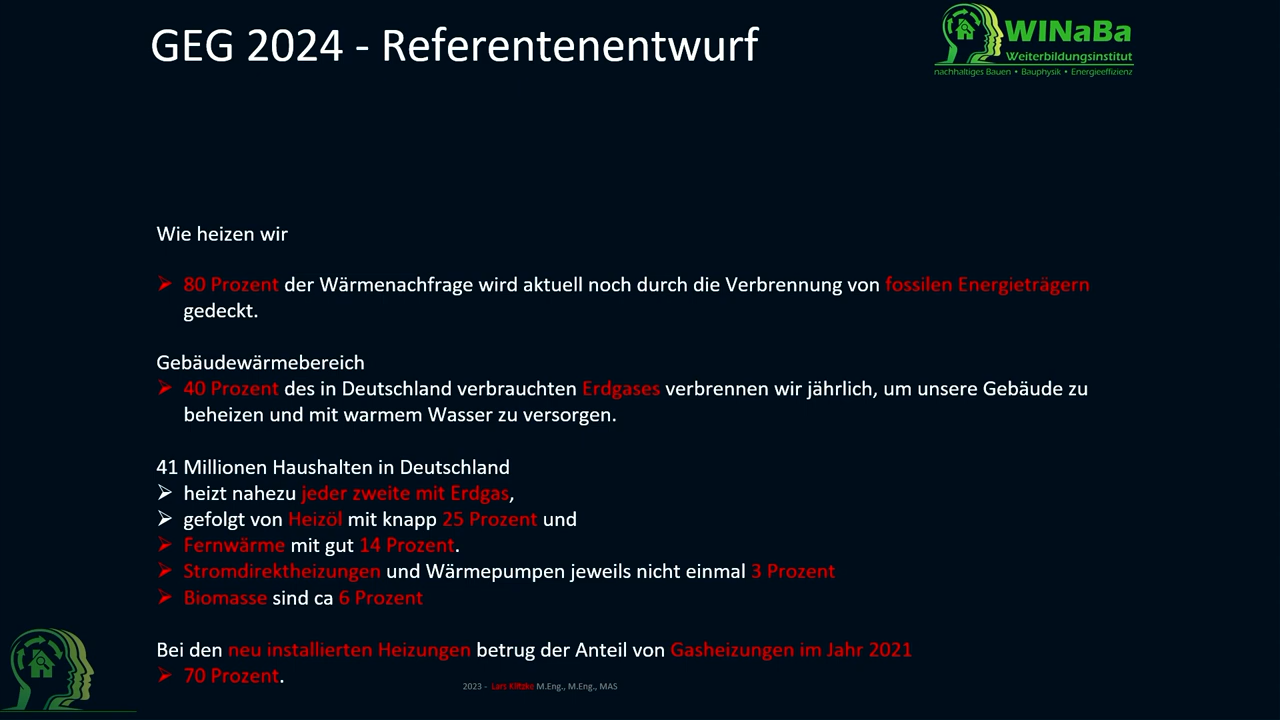 GEG 2024 - Referentenentwurf
WINaBa
Weiterbildungsinstitut
nachhaltiges Bauen • Bauphysik • Energieeffizienz
Wie heizen wir
➢ 80 Prozent der Wärmenachfrage wird aktuell noch durch die Verbrennung von fossilen Energieträgern
gedeckt.
Gebäudewärmebereich
➢ 40 Prozent des in Deutschland verbrauchten Erdgases verbrennen wir jährlich, um unsere Gebäude zu
beheizen und mit warmem Wasser zu versorgen.
41 Millionen Haushalten in Deutschland
➢ heizt nahezu jeder zweite mit Erdgas,
➢ gefolgt von Heizöl mit knapp 25 Prozent und
➢ Fernwärme mit gut 14 Prozent.
➢ Stromdirektheizungen und Wärmepumpen jeweils nicht einmal 3 Prozent
➢ Biomasse sind ca 6 Prozent
Bei den neu installierten Heizungen betrug der Anteil von Gasheizungen im Jahr 2021
➢ 70 Prozent.
2023 - Lars M.Eng., M.Eng., MAS